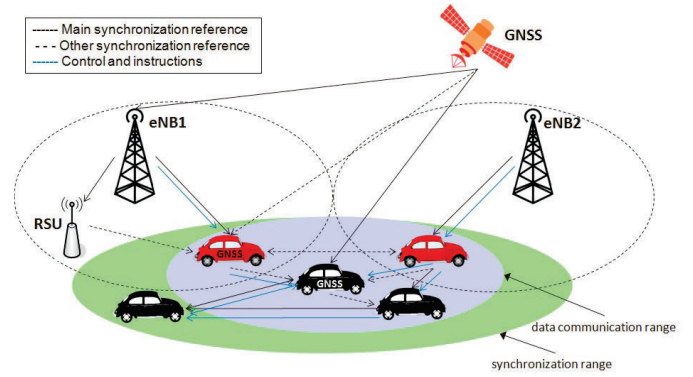 Main synchronization reference
Other synchronization reference
Control and instructions
GNSS
eNB1
eNB2
RSU
GNSS
GNSS
data communication range
synchronization range